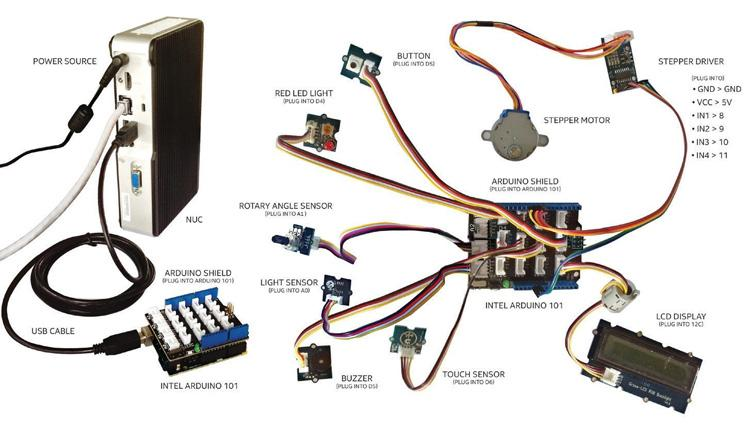 POWER SOURCE
NUC
ARDUINO SHIELD
(PLUG INTO ARDUINO 101)
USB CABLE
INTEL ARDUINO 101
BUTTON
(PLUG INTO D5)
RED LED LIGHT
(PLUG INTO D4)
STEPPER MOTOR
STEPPER DRIVER
(PLUG INTO)
• GND > GND
• VCC > 5V
• IN1 > 8
• IN2 > 9
• IN3 > 10
• IN4 > 11
ARDUINO SHIELD
(PLUG INTO ARDUINO 101)
ROTARY ANGLE SENSOR
(PLUG INTO A1)
LIGHT SENSOR
(PLUG INTO A0)
INTEL ARDUINO 101
LCD DISPLAY
(PLUG INTO 12C)
BUZZER
(PLUG INTO D5)
TOUCH SENSOR
(PLUG INTO D6)